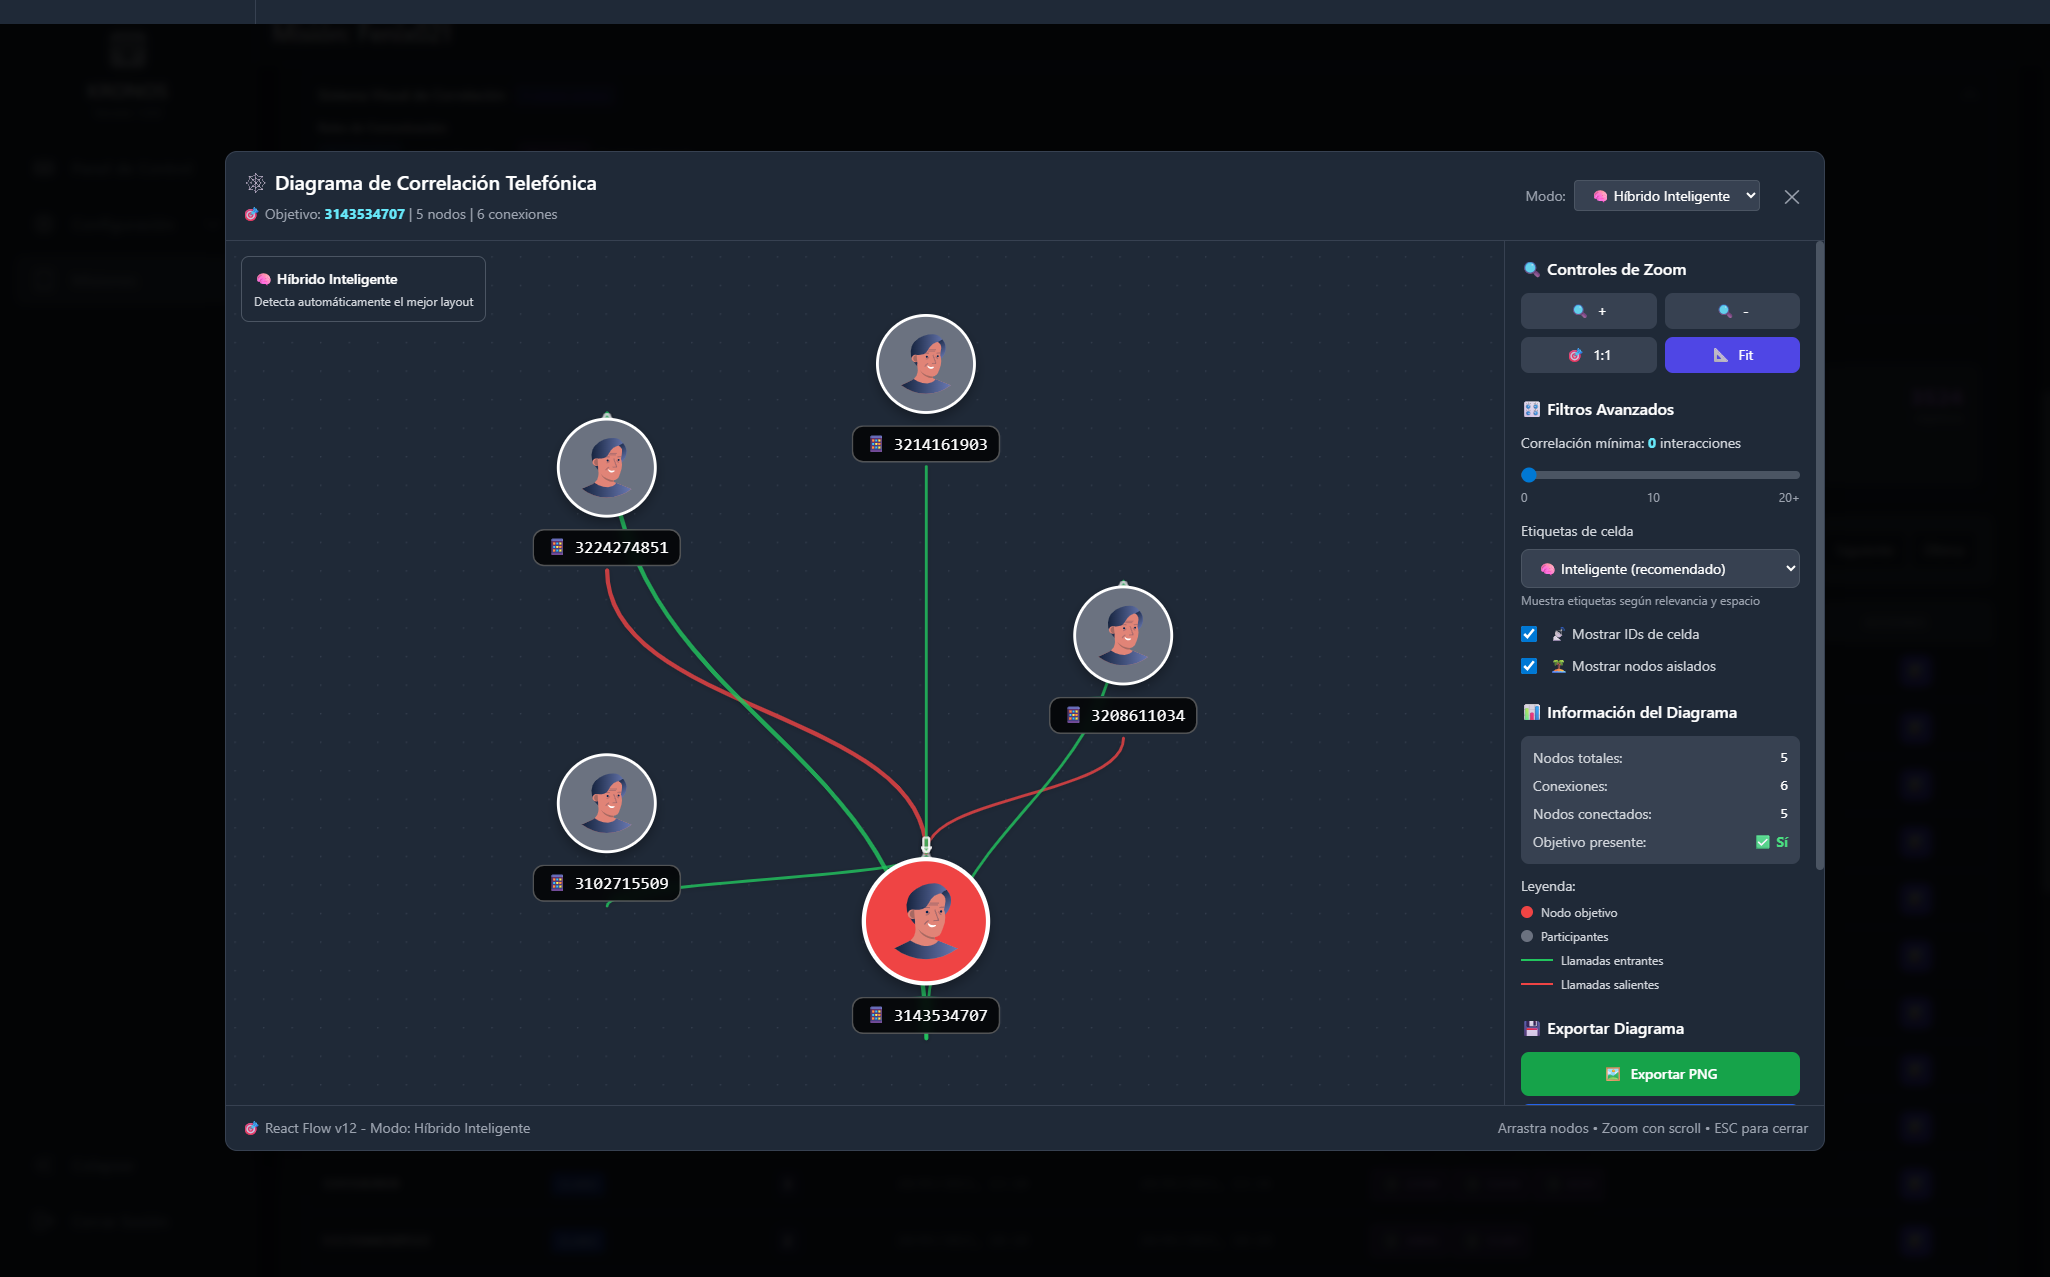 Diagrama de Correlación Telefónica
Objetivo: 3143534707 | 5 nodos | 6 conexiones
Modo:
Híbrido Inteligente
Híbrido Inteligente
Detecta automáticamente el mejor layout
3214161903
3224274851
3208611034
3102715509
3143534707
Controles de Zoom
+
-
1:1
Fit
Filtros Avanzados
Correlación mínima: 0 interacciones
0 10 20+
Etiquetas de celda
Inteligente (recomendado)
Muestra etiquetas según relevancia y espacio
Mostrar IDs de celda
Mostrar nodos aislados
Información del Diagrama
Nodos totales: 5
Conexiones: 6
Nodos conectados: 5
Objetivo presente: Sí
Leyenda:
Nodo objetivo
Participantes
Llamadas entrantes
Llamadas salientes
Exportar Diagrama
Exportar PNG
React Flow v12 - Modo: Híbrido Inteligente
Arrastra nodos • Zoom con scroll • ESC para cerrar